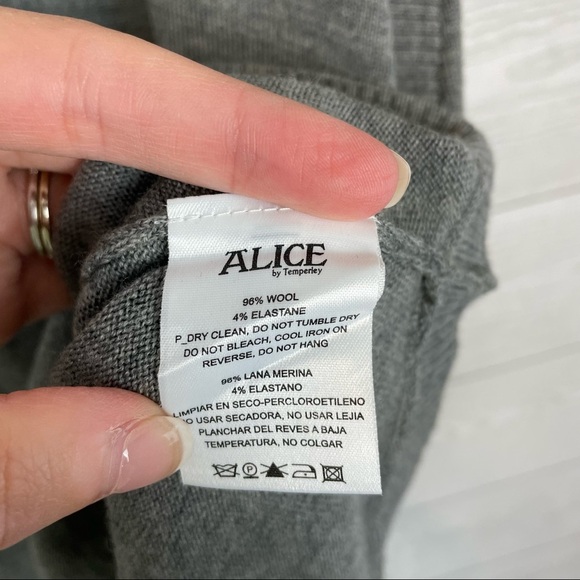 ALICE
by Temperley
96% WOOL
4% ELASTANE
P_DRY CLEAN, DO NOT TUMBLE DRY
DO NOT BLEACH, COOL IRON ON
REVERSE, DO NOT HANG
96% LANA MERINA
4% ELASTANO
LIMPIAR EN SECO-PERCLOROETILENO
NO USAR SECADORA, NO USAR LEJIA
PLANCHAR DEL REVES A BAJA
TEMPERATURA, NO COLGAR
P